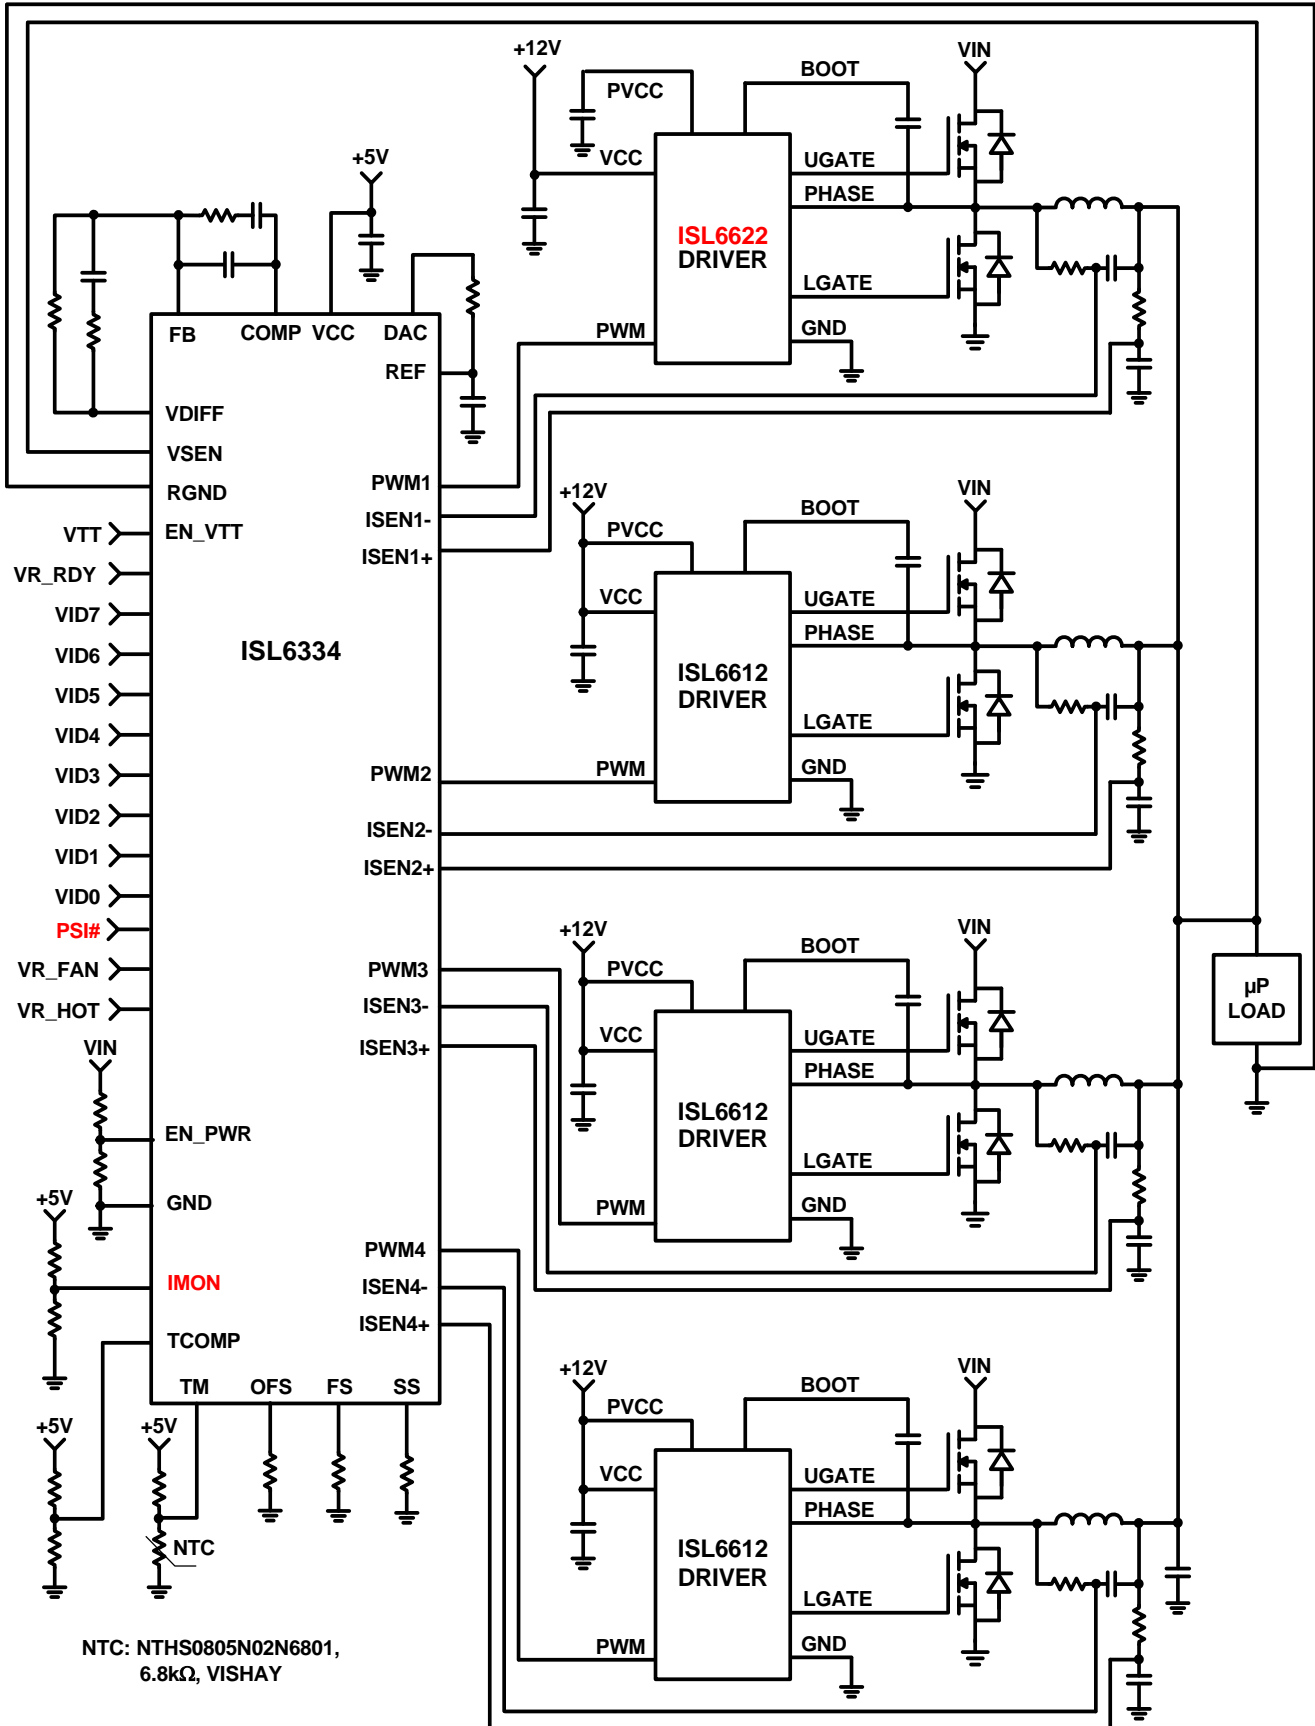 +12V
PVCC
BOOT
VIN
VCC
UGATE
PHASE
ISL6622
DRIVER
LGATE
PWM
GND
+5V
FB
COMP
VCC
DAC
REF
VDIFF
VSEN
RGND
VTT
EN_VTT
VR_RDY
VID7
VID6
VID5
VID4
VID3
VID2
VID1
VID0
PSI#
VR_FAN
VR_HOT
ISL6334
PWM1
ISEN1-
ISEN1+
PWM2
ISEN2-
ISEN2+
PWM3
ISEN3-
ISEN3+
PWM4
ISEN4-
ISEN4+
VIN
EN_PWR
GND
+5V
IMON
TCOMP
TM
OFS
FS
SS
+5V
+5V
NTC
NTC: NTHS0805N02N6801,
6.8kΩ, VISHAY
+12V
PVCC
BOOT
VIN
VCC
UGATE
PHASE
ISL6612
DRIVER
LGATE
PWM
GND
+12V
PVCC
BOOT
VIN
VCC
UGATE
PHASE
ISL6612
DRIVER
LGATE
PWM
GND
µP
LOAD
+12V
PVCC
BOOT
VIN
VCC
UGATE
PHASE
ISL6612
DRIVER
LGATE
PWM
GND